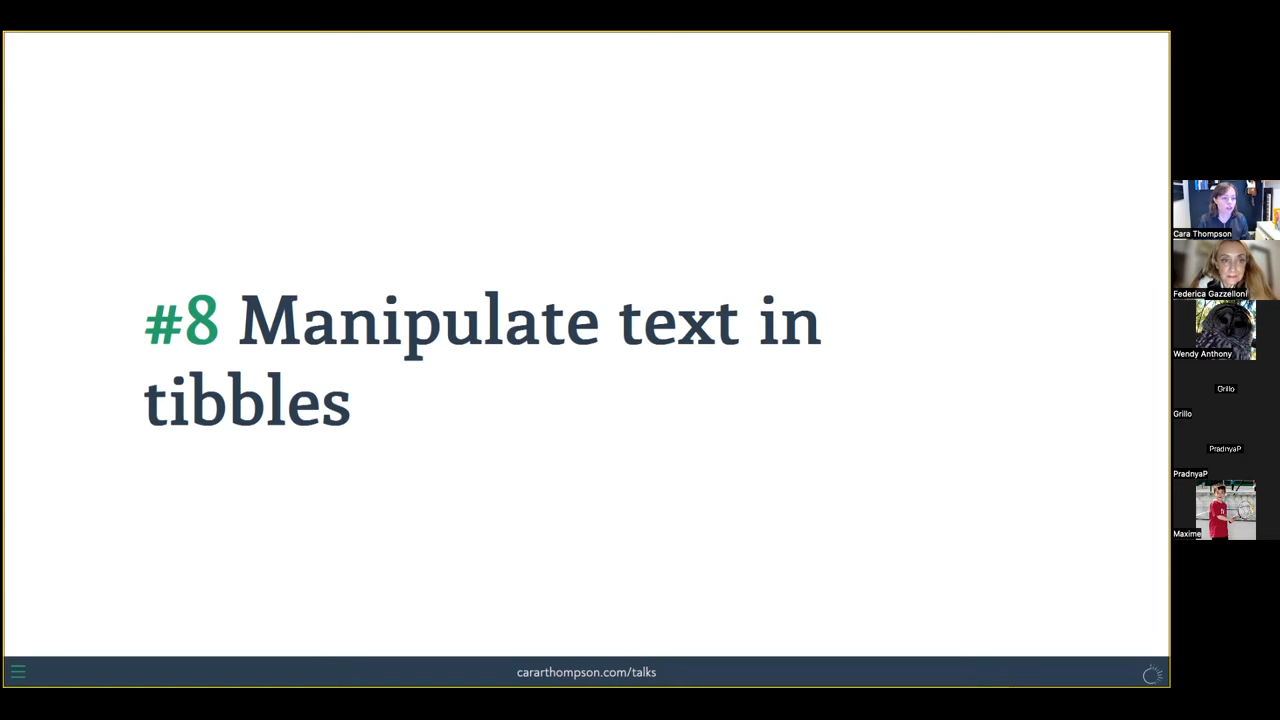 #8 Manipulate text in
tibbles
cararthompson.com/talks
Cara Thompson
Federica Gazzelloni
Wendy Anthony
Grillo
Grillo
PradnyaP
PradnyaP
Maxime